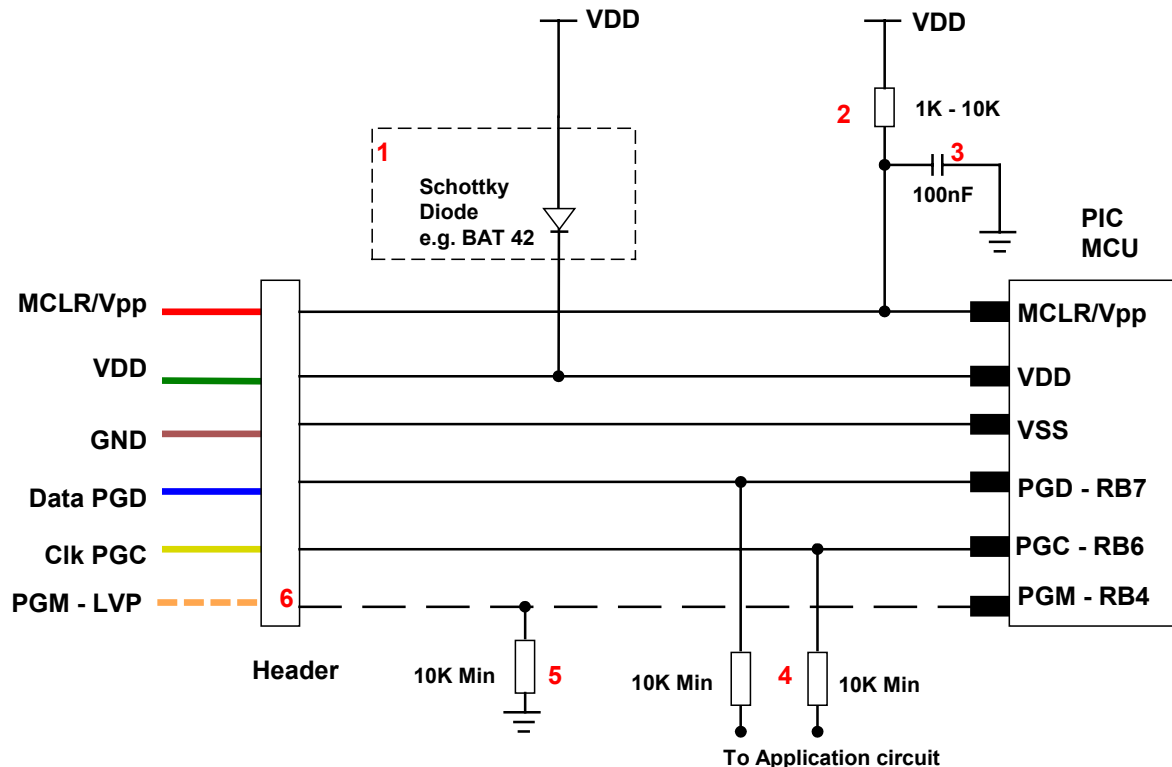 VDD
VDD
1
2
1K - 10K
3
100nF
Schottky
Diode
e.g. BAT 42
PIC
MCU
MCLR/Vpp
MCLR/Vpp
VDD
VDD
GND
VSS
Data PGD
PGD - RB7
Clk PGC
PGC - RB6
PGM - LVP
6
PGM - RB4
Header
10K Min
5
10K Min
4
10K Min
To Application circuit